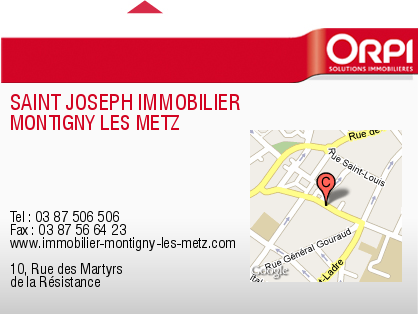 ORPI
SOLUTIONS IMMOBILIÈRES
SAINT JOSEPH IMMOBILIER
MONTIGNY LES METZ
Tel : 03 87 506 506
Fax : 03 87 56 64 23
www.immobilier-montigny-les-metz.com
10, Rue des Martyrs
de la Résistance
Rue de
Rue Saint-Louis
C
Rue Général Gouraud
t-Ladre
Google